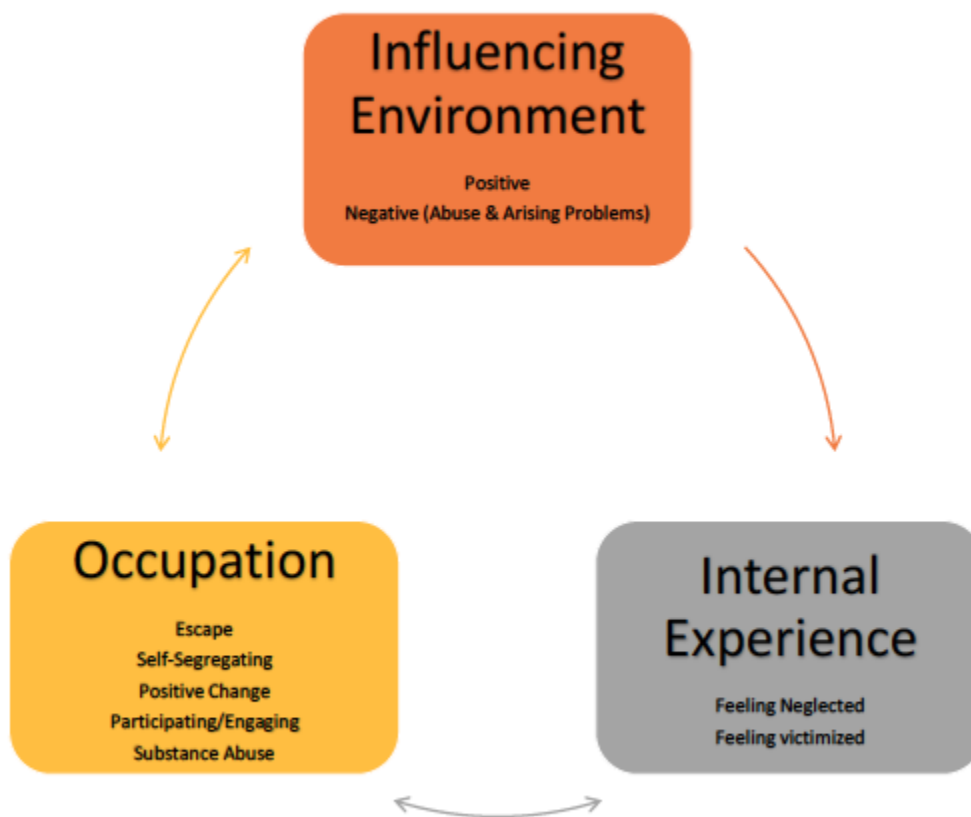 Influencing
Environment
Positive
Negative (Abuse & Arising Problems)
Occupation
Escape
Self-Segregating
Positive Change
Participating/Engaging
Substance Abuse
Internal
Experience
Feeling Neglected
Feeling victimized